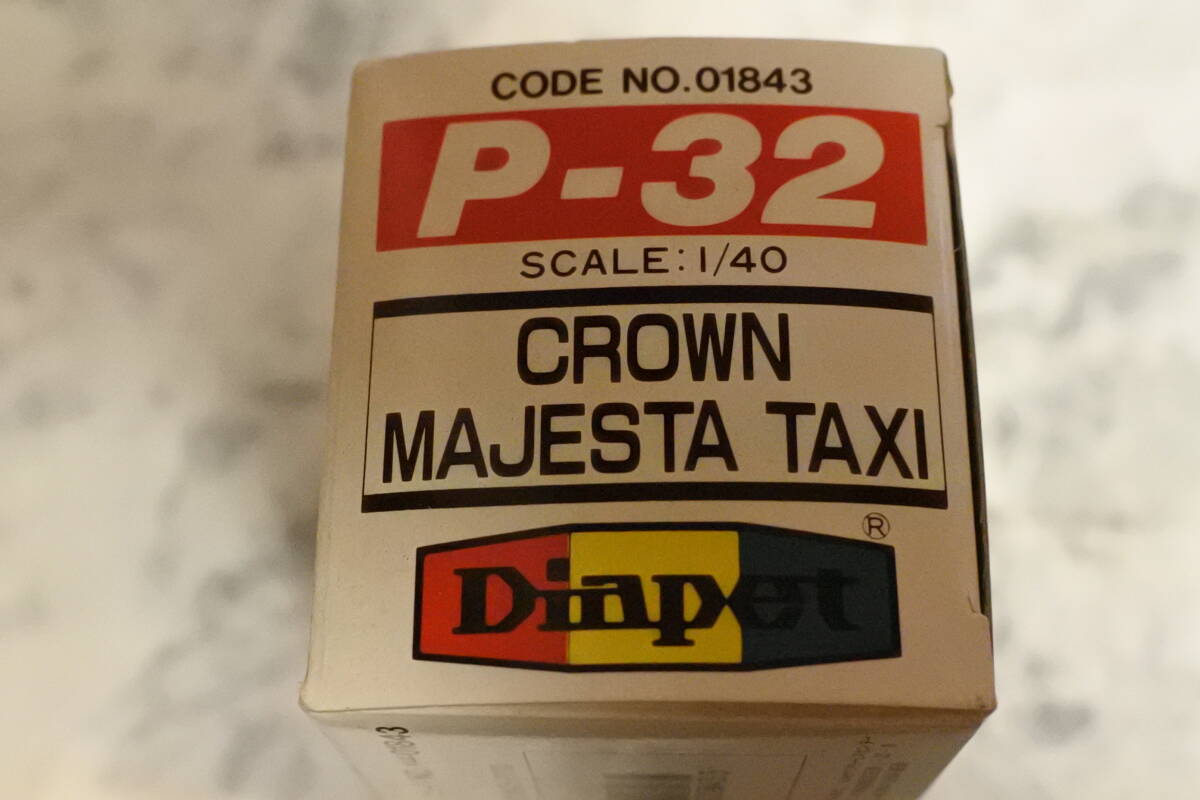 CODE NO.01843
P-32
SCALE:1/40
CROWN
MAJESTA TAXI
®
Diapet